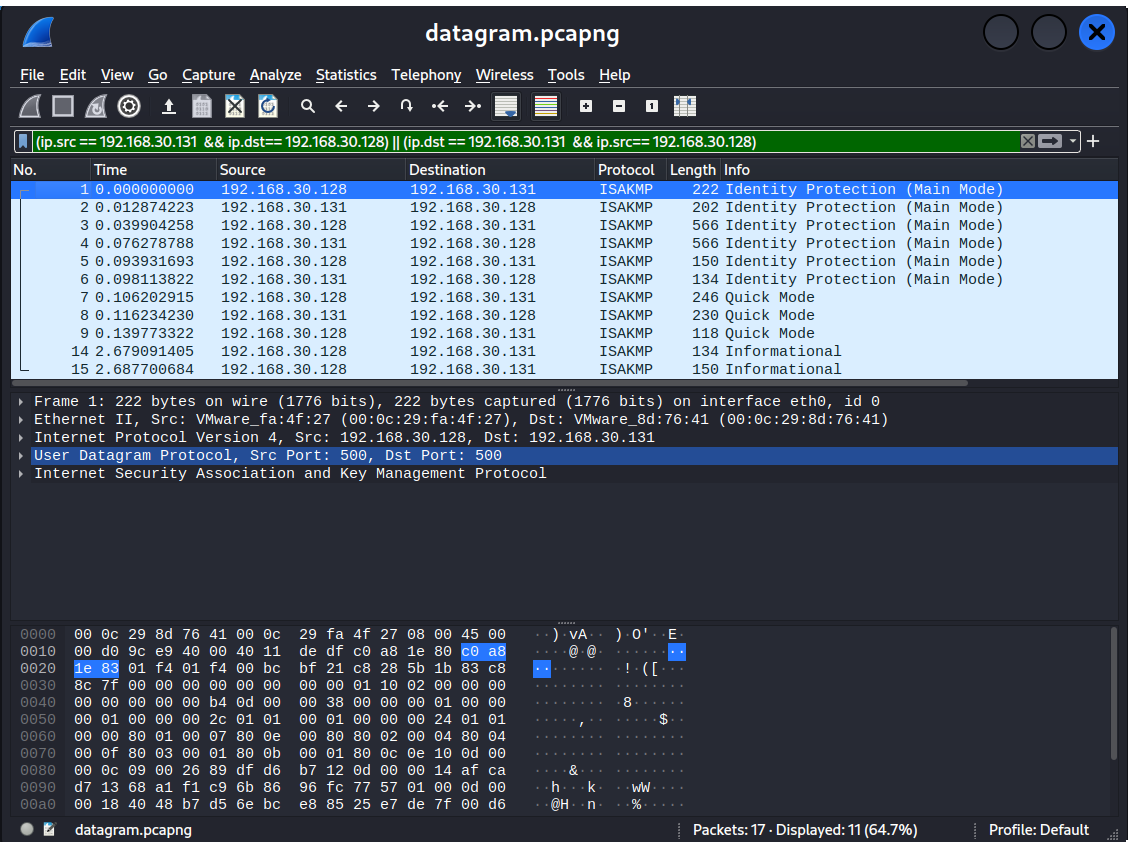 datagram.pcapng
File Edit View Go Capture Analyze Statistics Telephony Wireless Tools Help
(ip.src == 192.168.30.131 && ip.dst== 192.168.30.128) || (ip.dst == 192.168.30.131 && ip.src== 192.168.30.128)
No. Time Source Destination Protocol Length Info
1 0.000000000 192.168.30.128 192.168.30.131 ISAKMP 222 Identity Protection (Main Mode)
2 0.012874223 192.168.30.131 192.168.30.128 ISAKMP 202 Identity Protection (Main Mode)
3 0.039904258 192.168.30.128 192.168.30.131 ISAKMP 566 Identity Protection (Main Mode)
4 0.076278788 192.168.30.131 192.168.30.128 ISAKMP 566 Identity Protection (Main Mode)
5 0.093931693 192.168.30.128 192.168.30.131 ISAKMP 150 Identity Protection (Main Mode)
6 0.098113822 192.168.30.131 192.168.30.128 ISAKMP 134 Identity Protection (Main Mode)
7 0.106202915 192.168.30.128 192.168.30.131 ISAKMP 246 Quick Mode
8 0.116234230 192.168.30.131 192.168.30.128 ISAKMP 230 Quick Mode
9 0.139773322 192.168.30.128 192.168.30.131 ISAKMP 118 Quick Mode
14 2.679091405 192.168.30.128 192.168.30.131 ISAKMP 134 Informational
15 2.687700684 192.168.30.128 192.168.30.131 ISAKMP 150 Informational
Frame 1: 222 bytes on wire (1776 bits), 222 bytes captured (1776 bits) on interface eth0, id 0
Ethernet II, Src: VMware_fa:4f:27 (00:0c:29:fa:4f:27), Dst: VMware_8d:76:41 (00:0c:29:8d:76:41)
Internet Protocol Version 4, Src: 192.168.30.128, Dst: 192.168.30.131
User Datagram Protocol, Src Port: 500, Dst Port: 500
Internet Security Association and Key Management Protocol
0000 00 0c 29 8d 76 41 00 0c 29 fa 4f 27 08 00 45 00 ··)·vA·· )·O'··E·
0010 00 d0 9c e9 40 00 40 11 de df c0 a8 1e 80 c0 a8 ····@·@· ········
0020 1e 83 01 f4 01 f4 00 bc bf 21 c8 28 5b 1b 83 c8 ········ ·!·([···
0030 8c 7f 00 00 00 00 00 00 00 00 01 10 02 00 00 00 ········ ········
0040 00 00 00 00 b4 0d 00 00 38 00 00 00 01 00 00 ········ ·8······
0050 00 01 00 00 00 2c 01 01 00 01 00 00 00 24 01 01 ·····,·· ·····$··
0060 00 00 80 01 00 07 80 0e 00 80 80 02 00 04 80 04 ········ ········
0070 00 0f 80 03 00 01 80 0b 00 01 80 0c 0e 10 0d 00 ········ ········
0080 00 0c 09 00 26 89 df d6 b7 12 0d 00 00 14 af ca ····&··· ········
0090 d7 13 68 a1 f1 c9 6b 86 96 fc 77 57 01 00 0d 00 ··h···k· ··wW····
00a0 00 18 40 48 b7 d5 6e bc e8 85 25 e7 de 7f 00 d6 ··@H··n· ··%·····
datagram.pcapng Packets: 17 · Displayed: 11 (64.7%) Profile: Default